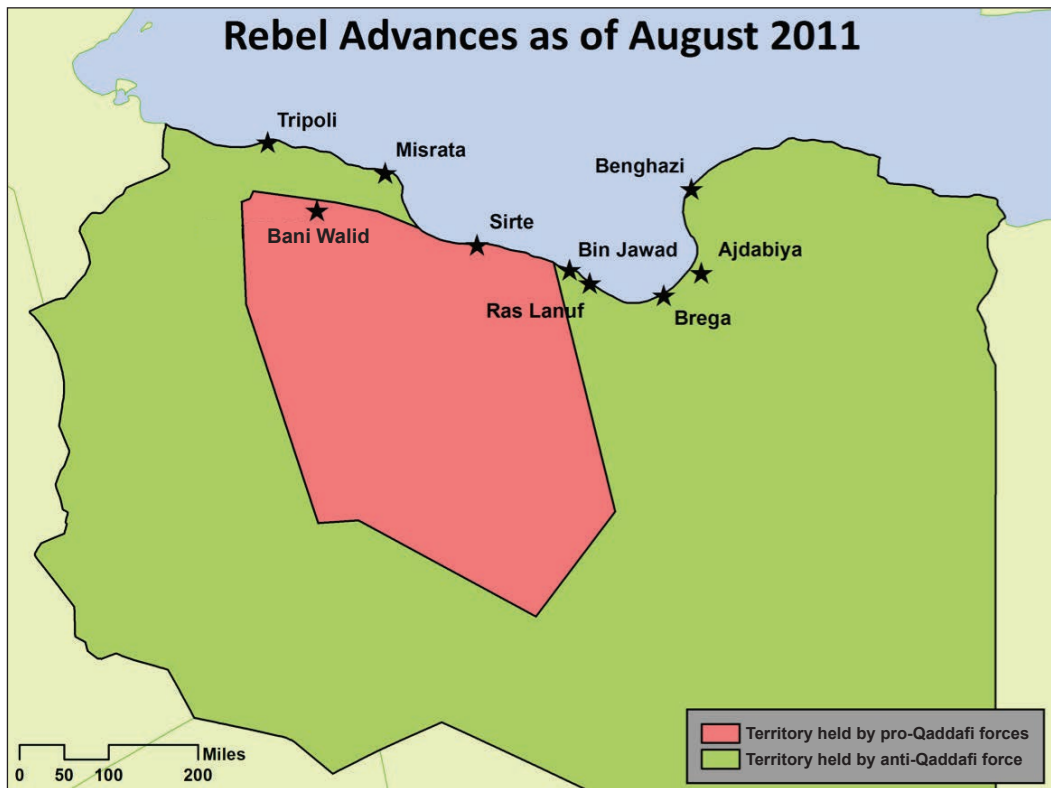 Rebel Advances as of August 2011
Tripoli
Misrata
Benghazi
Bani Walid
Sirte
Bin Jawad
Ajdabiya
Ras Lanuf
Brega
Territory held by pro-Qaddafi forces
Territory held by anti-Qaddafi force
Miles
0 50 100 200